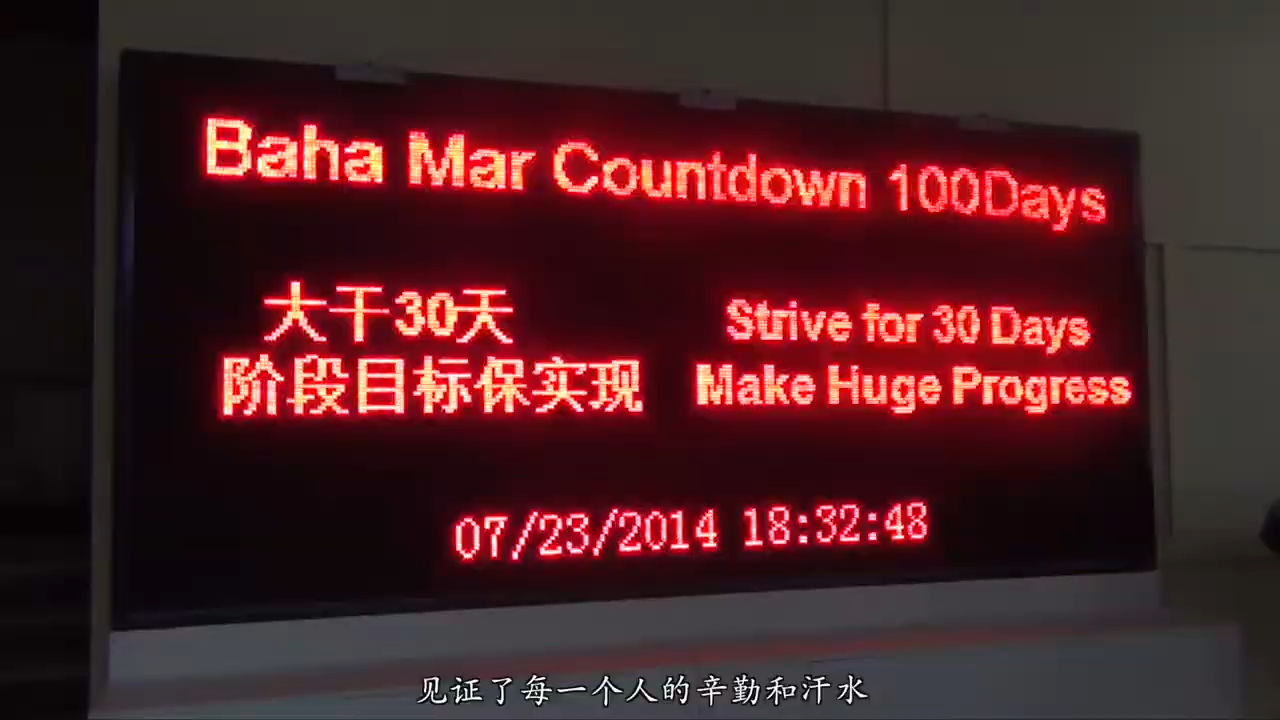 Baha Mar Countdown 100Days
大干30天
阶段目标保实现
Strive for 30 Days
Make Huge Progress
07/23/2014 18:32:48
见证了每一个人的辛勤和汗水